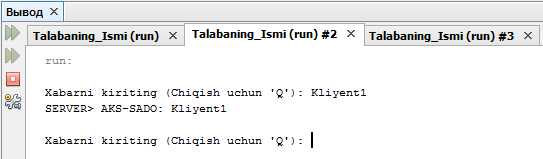 Вывод
Talabaning_Ismi (run) Talabaning_Ismi (run) #2 Talabaning_Ismi (run) #3
run:
Xabarni kiriting (Chiqish uchun 'Q'): Kliyent1
SERVER> AKS-SADO: Kliyent1
Xabarni kiriting (Chiqish uchun 'Q'):